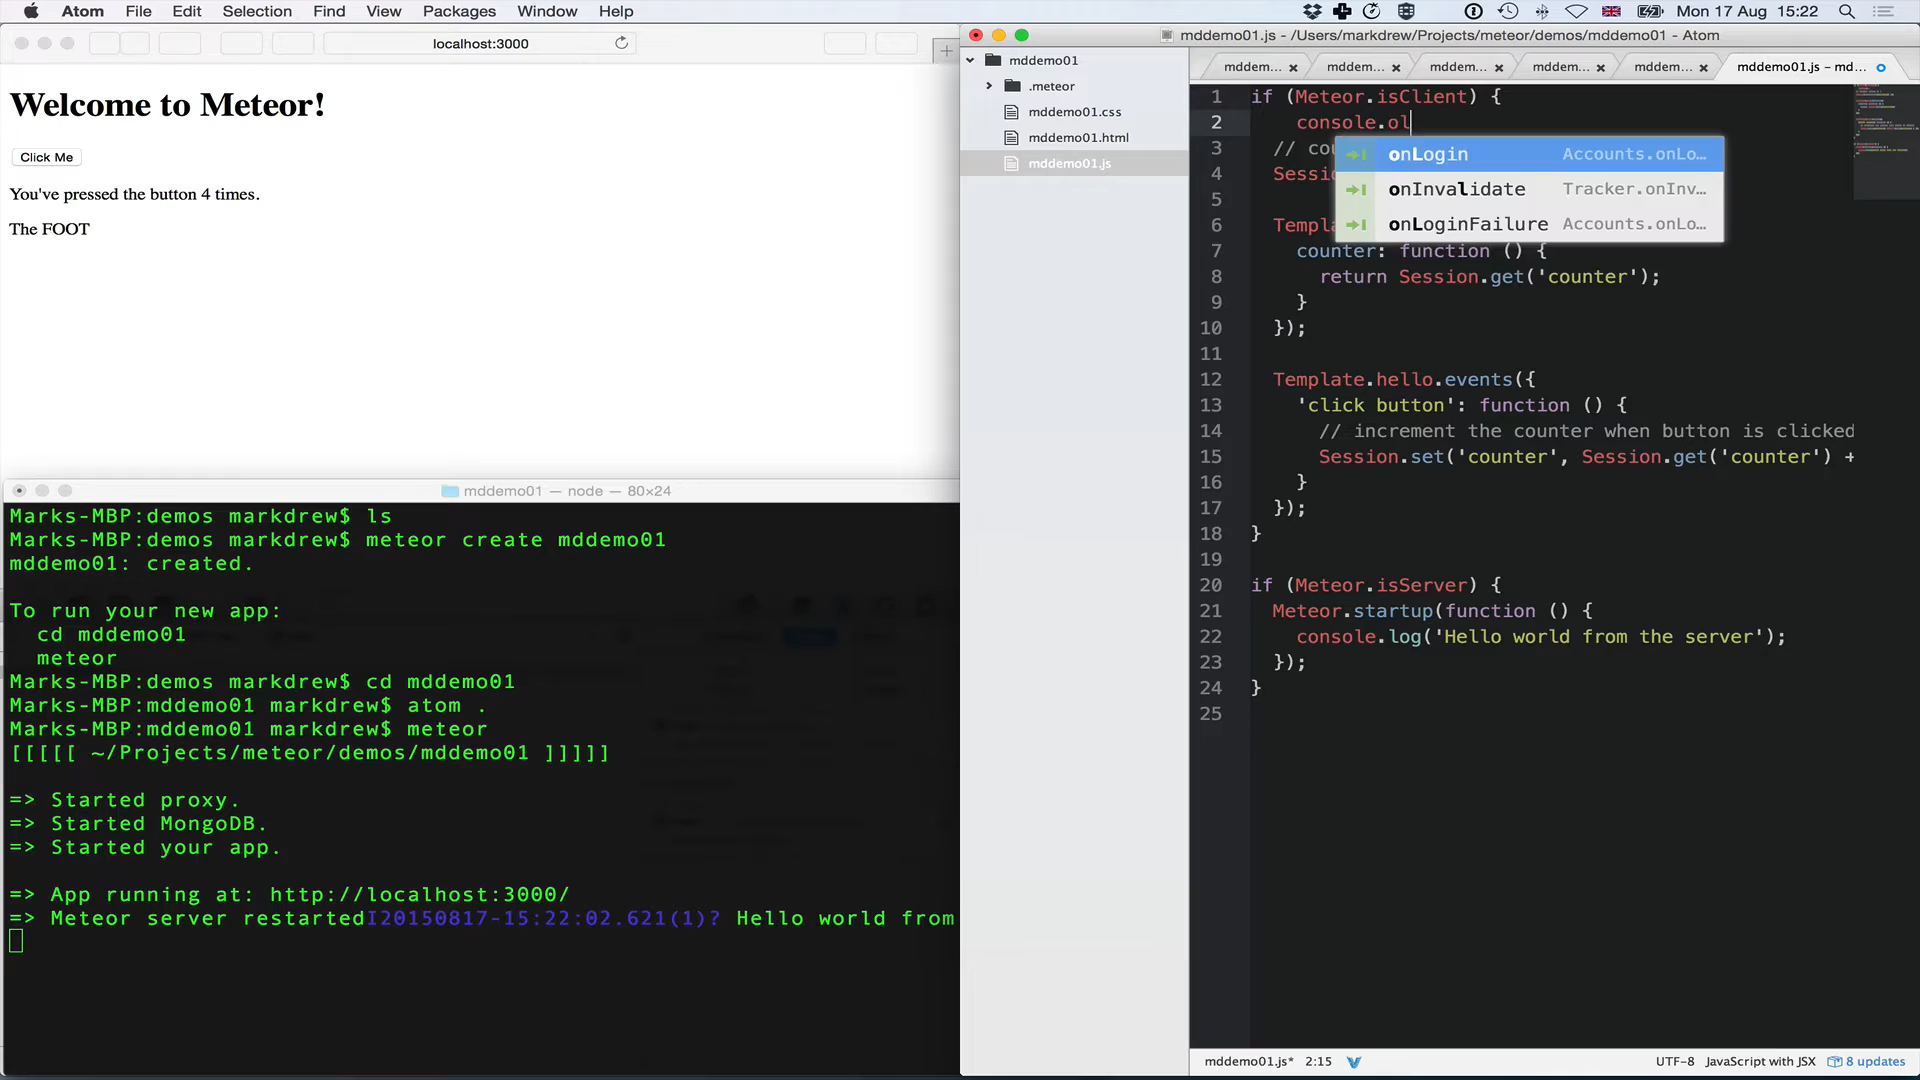 Atom File Edit Selection Find View Packages Window Help Mon 17 Aug 15:22
localhost:3000
Welcome to Meteor!
Click Me
You've pressed the button 4 times.
The FOOT
mddemo01 — node — 80×24
Marks-MBP:demos markdrew$ ls
Marks-MBP:demos markdrew$ meteor create mddemo01
mddemo01: created.
To run your new app:
cd mddemo01
meteor
Marks-MBP:demos markdrew$ cd mddemo01
Marks-MBP:mddemo01 markdrew$ atom .
Marks-MBP:mddemo01 markdrew$ meteor
[[[[[ ~/Projects/meteor/demos/mddemo01 ]]]]]
=> Started proxy.
=> Started MongoDB.
=> Started your app.
=> App running at: http://localhost:3000/
=> Meteor server restartedI20150817-15:22:02.621(1)? Hello world from
mddemo01.js - /Users/markdrew/Projects/meteor/demos/mddemo01 - Atom
mddemo01
.meteor
mddemo01.css
mddemo01.html
mddemo01.js
mddem... mddem... mddem... mddem... mddem... mddemo01.js – md...
1 if (Meteor.isClient) {
2 console.ol
onLogin Accounts.onLo...
onInvalidate Tracker.onInv...
onLoginFailure Accounts.onLo...
3 // cou
4 Sessi
5
6 Templa
7 counter: function () {
8 return Session.get('counter');
9 }
10 });
11
12 Template.hello.events({
13 'click button': function () {
14 // increment the counter when button is clicked
15 Session.set('counter', Session.get('counter') +
16 }
17 });
18 }
19
20 if (Meteor.isServer) {
21 Meteor.startup(function () {
22 console.log('Hello world from the server');
23 });
24 }
25
mddemo01.js* 2:15 UTF-8 JavaScript with JSX 8 updates